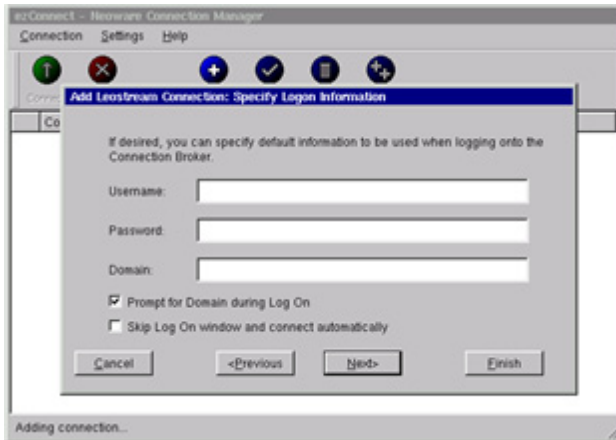 ezConnect - Neoware Connection Manager
Connection Settings Help
Add Leostream Connection: Specify Logon Information
Co
If desired, you can specify default information to be used when logging onto the
Connection Broker.
Username:
Password:
Domain:
Prompt for Domain during Log On
Skip Log On window and connect automatically
Cancel <Previous Next> Finish
Adding connection...